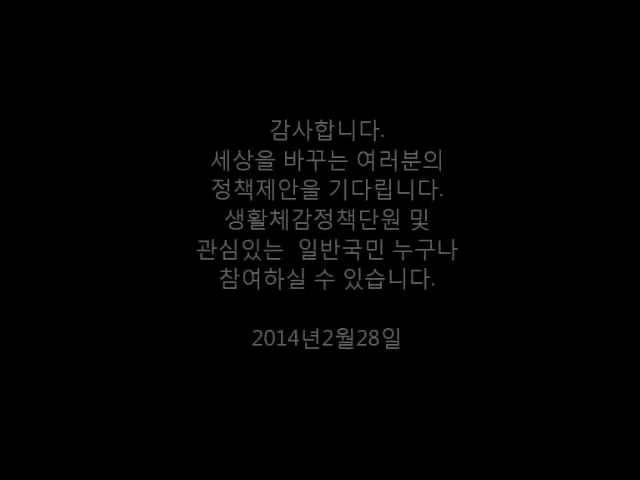 감사합니다.
세상을 바꾸는 여러분의
정책제안을 기다립니다.
생활체감정책단원 및
관심있는 일반국민 누구나
참여하실 수 있습니다.
2014년2월28일